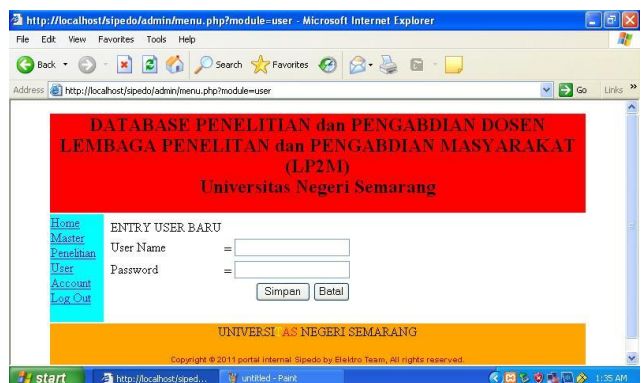 http://localhost/sipedo/admin/menu.php?module=user - Microsoft Internet Explorer
File Edit View Favorites Tools Help
Back Search Favorites
Address http://localhost/sipedo/admin/menu.php?module=user Go Links »
DATABASE PENELITIAN dan PENGABDIAN DOSEN
LEMBAGA PENELITAN dan PENGABDIAN MASYARAKAT
(LP2M)
Universitas Negeri Semarang
Home
Master
Penelitian
User
Account
Log Out
ENTRY USER BARU
User Name =
Password =
Simpan Batal
UNIVERSITAS NEGERI SEMARANG
Copyright © 2011 portal internal Sipedo by Elektro Team, All rights reserved.
start http://localhost/siped... untitled - Paint 1:35 AM